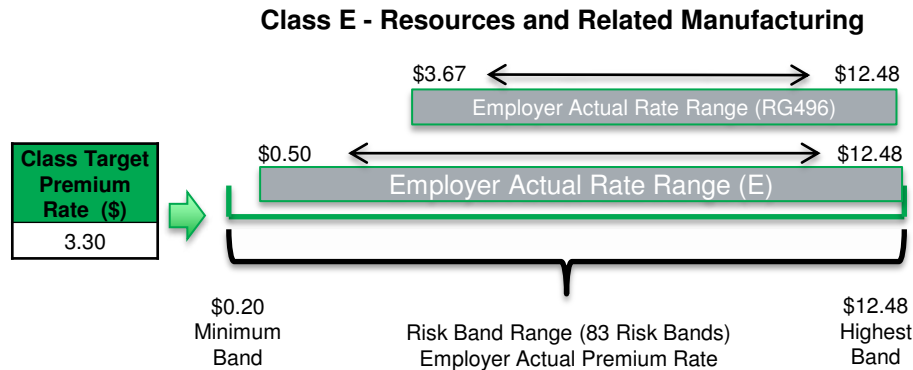 Class E - Resources and Related Manufacturing
$3.67
$12.48
Employer Actual Rate Range (RG496)
$0.50
$12.48
Employer Actual Rate Range (E)
Class Target
Premium
Rate ($)
3.30
$0.20
Minimum
Band
Risk Band Range (83 Risk Bands)
Employer Actual Premium Rate
$12.48
Highest
Band